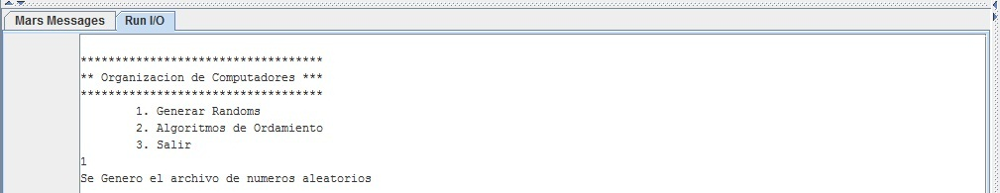 Mars Messages Run I/O
***********************************
** Organizacion de Computadores ***
***********************************
1. Generar Randoms
2. Algoritmos de Ordamiento
3. Salir
1
Se Genero el archivo de numeros aleatorios